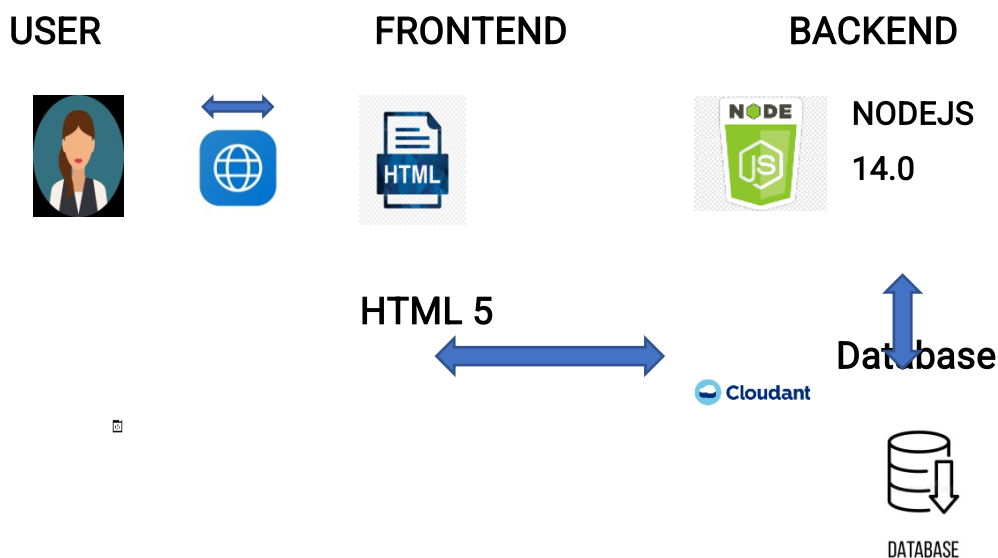 USER
FRONTEND
BACKEND
HTML
NODE
JS
NODEJS
14.0
HTML 5
Database
Cloudant
DATABASE